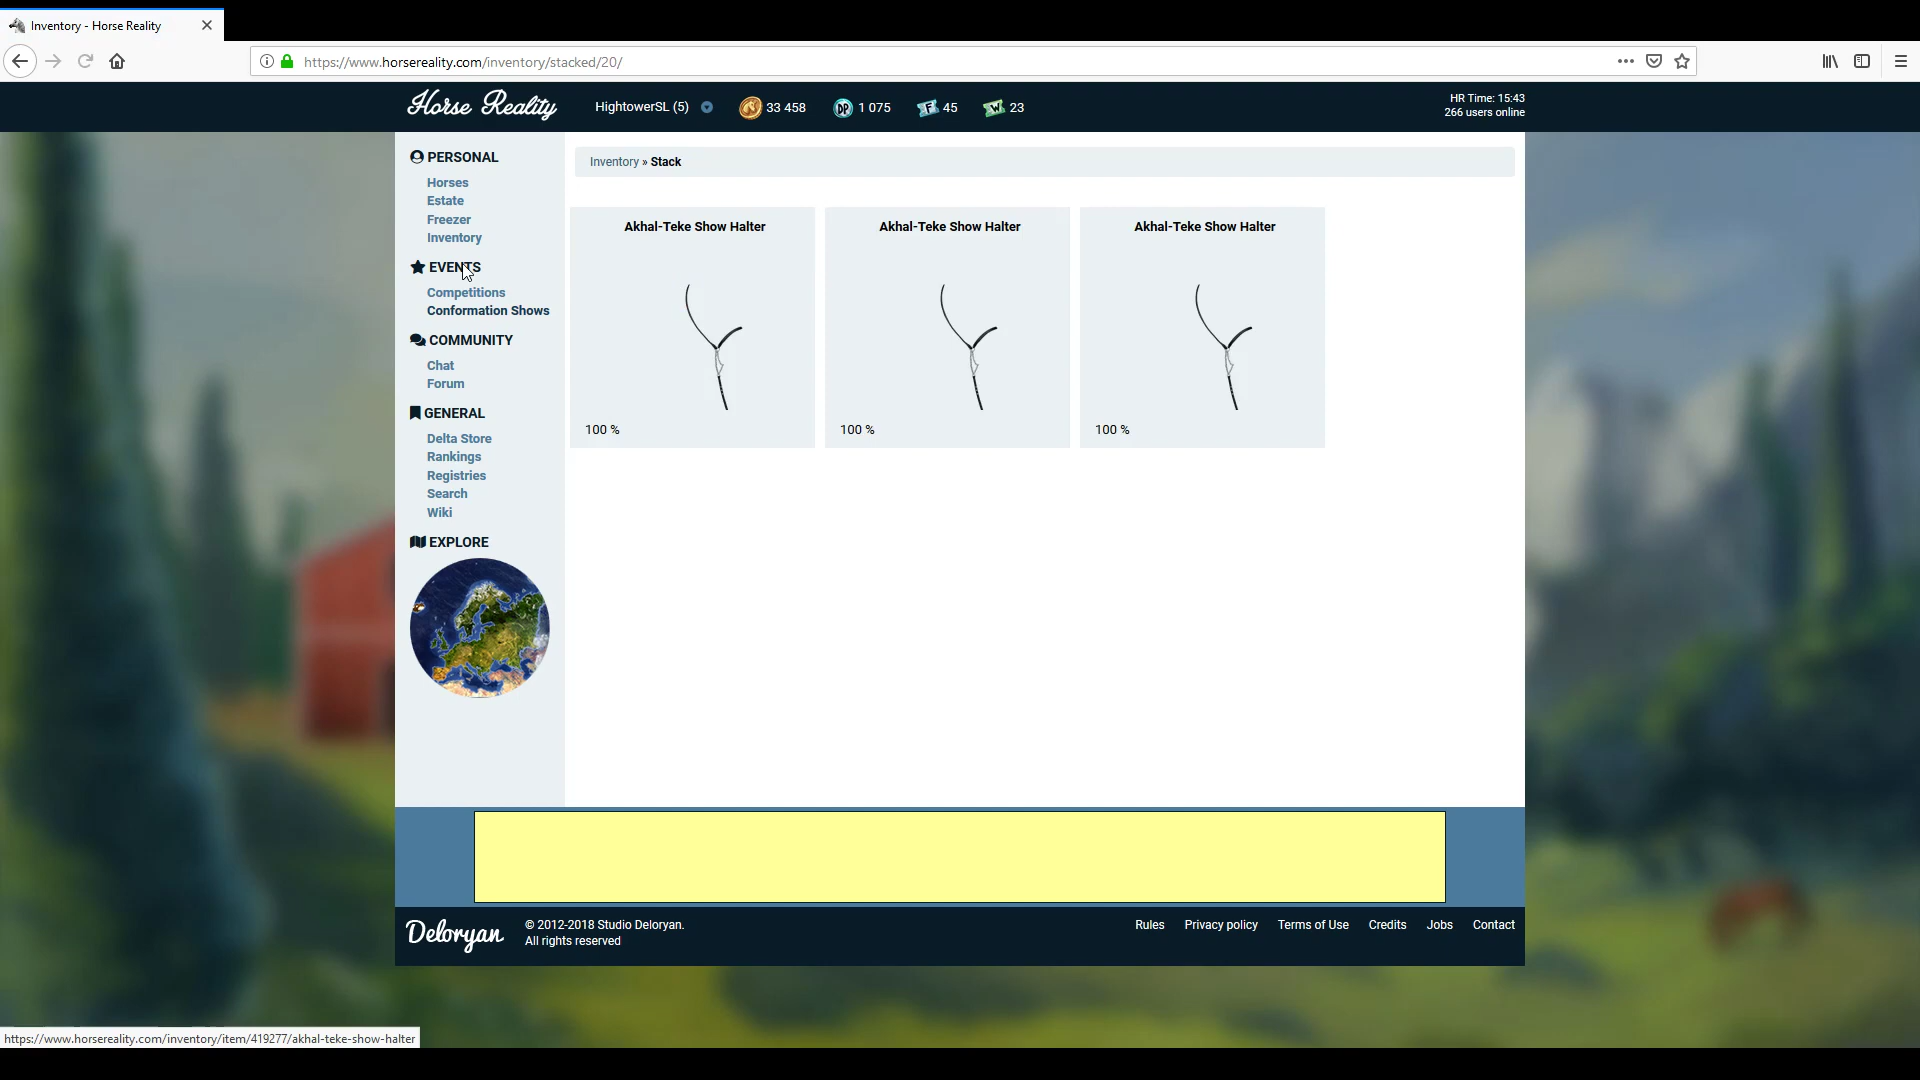 Inventory - Horse Reality
https://www.horsereality.com/inventory/stacked/20/
Horse Reality
HightowerSL (5)
33 458
DP
1 075
F
45
W
23
HR Time: 15:43
266 users online
PERSONAL
Horses
Estate
Freezer
Inventory
EVENTS
Competitions
Conformation Shows
COMMUNITY
Chat
Forum
GENERAL
Delta Store
Rankings
Registries
Search
Wiki
EXPLORE
Inventory » Stack
Akhal-Teke Show Halter
100 %
Akhal-Teke Show Halter
100 %
Akhal-Teke Show Halter
100 %
Deloryan
© 2012-2018 Studio Deloryan.
All rights reserved
Rules Privacy policy Terms of Use Credits Jobs Contact
https://www.horsereality.com/inventory/item/419277/akhal-teke-show-halter